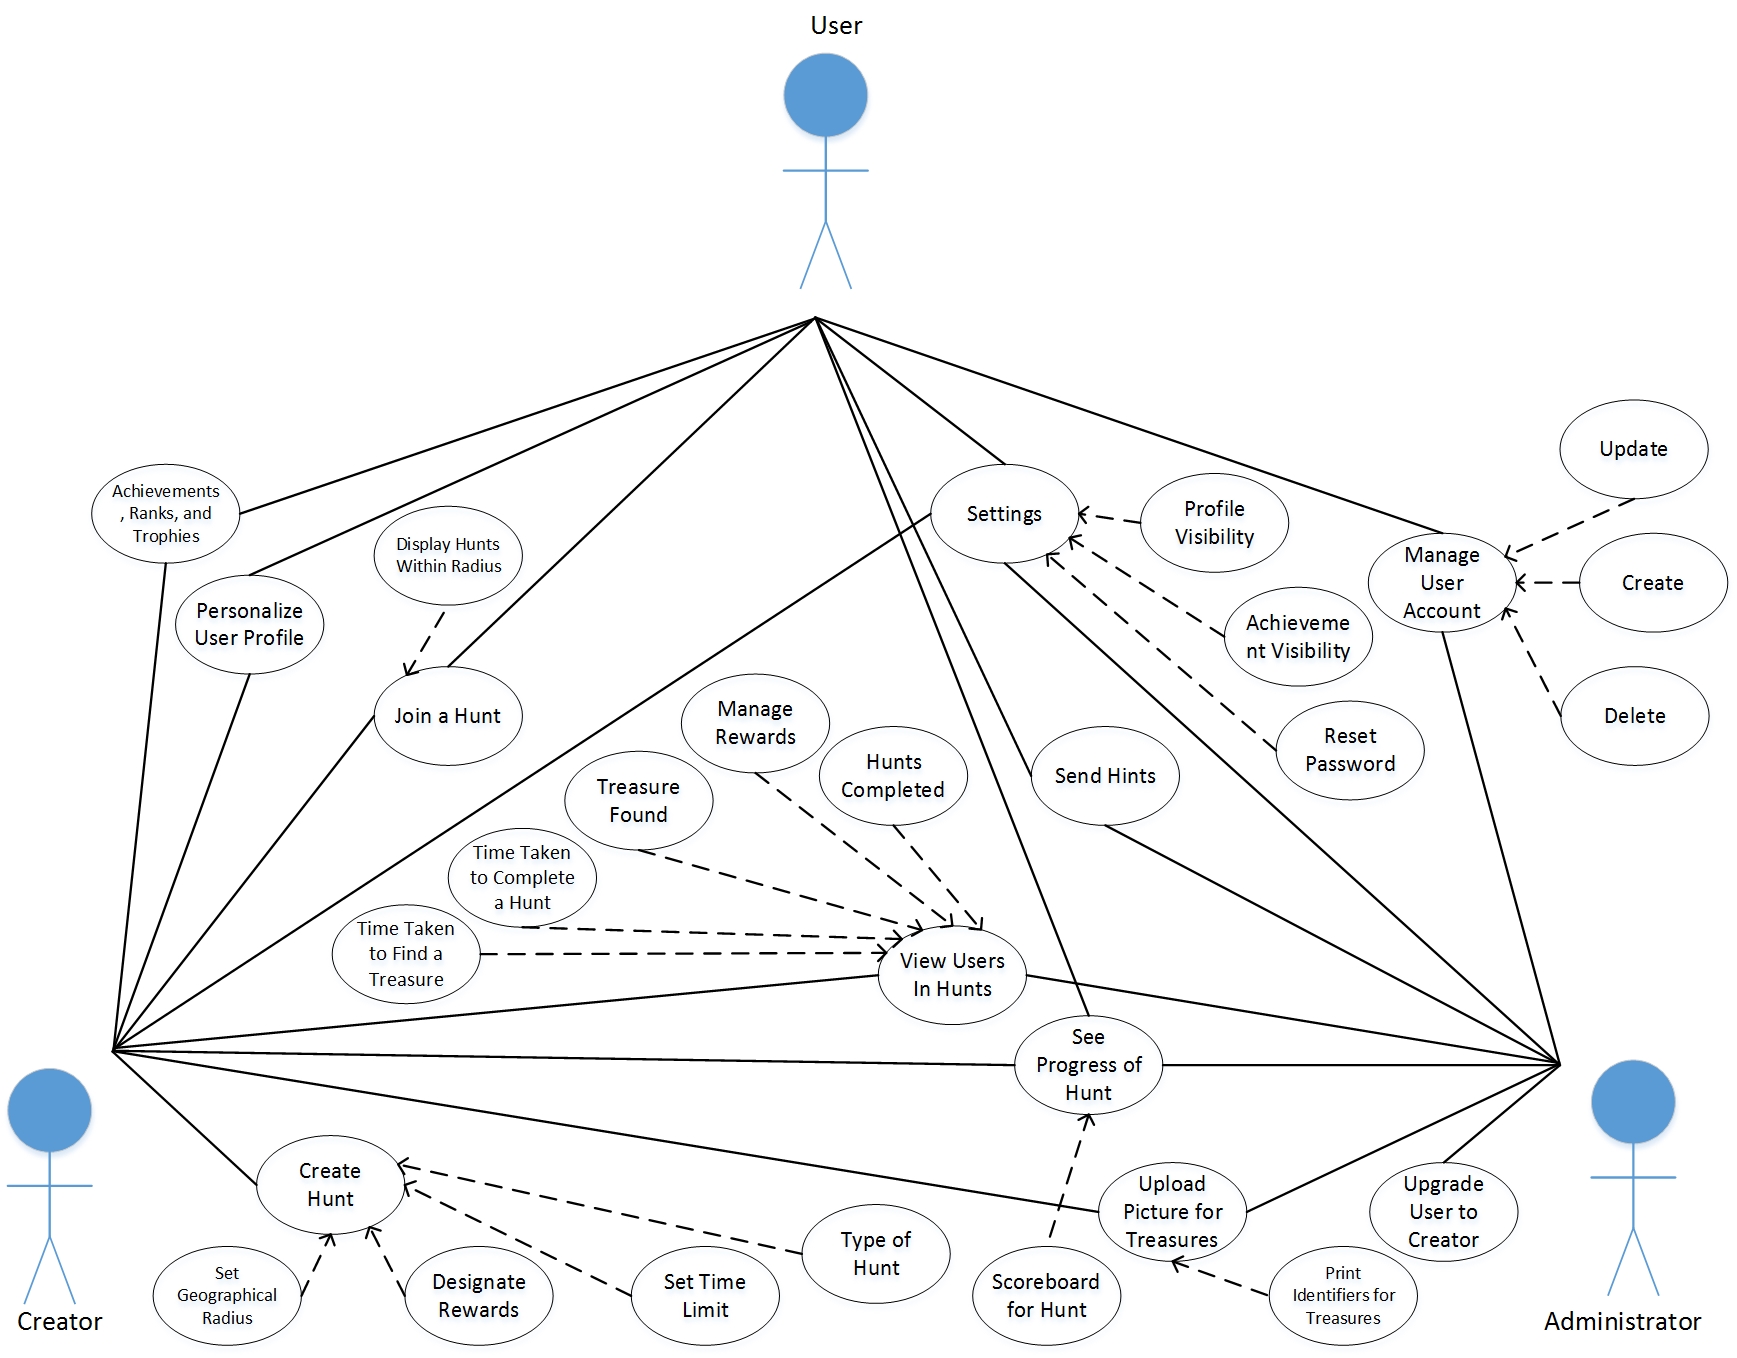 User
Update
Achievements
, Ranks, and
Trophies
Settings
Profile
Visibility
Display Hunts
Within Radius
Manage
User
Account
Create
Personalize
User Profile
Achieveme
nt Visibility
Join a Hunt
Delete
Manage
Rewards
Reset
Password
Hunts
Completed
Send Hints
Treasure
Found
Time Taken
to Complete
a Hunt
Time Taken
to Find a
Treasure
View Users
In Hunts
See
Progress of
Hunt
Create
Hunt
Upload
Picture for
Treasures
Upgrade
User to
Creator
Type of
Hunt
Set
Geographical
Radius
Designate
Rewards
Set Time
Limit
Scoreboard
for Hunt
Print
Identifiers for
Treasures
Creator
Administrator